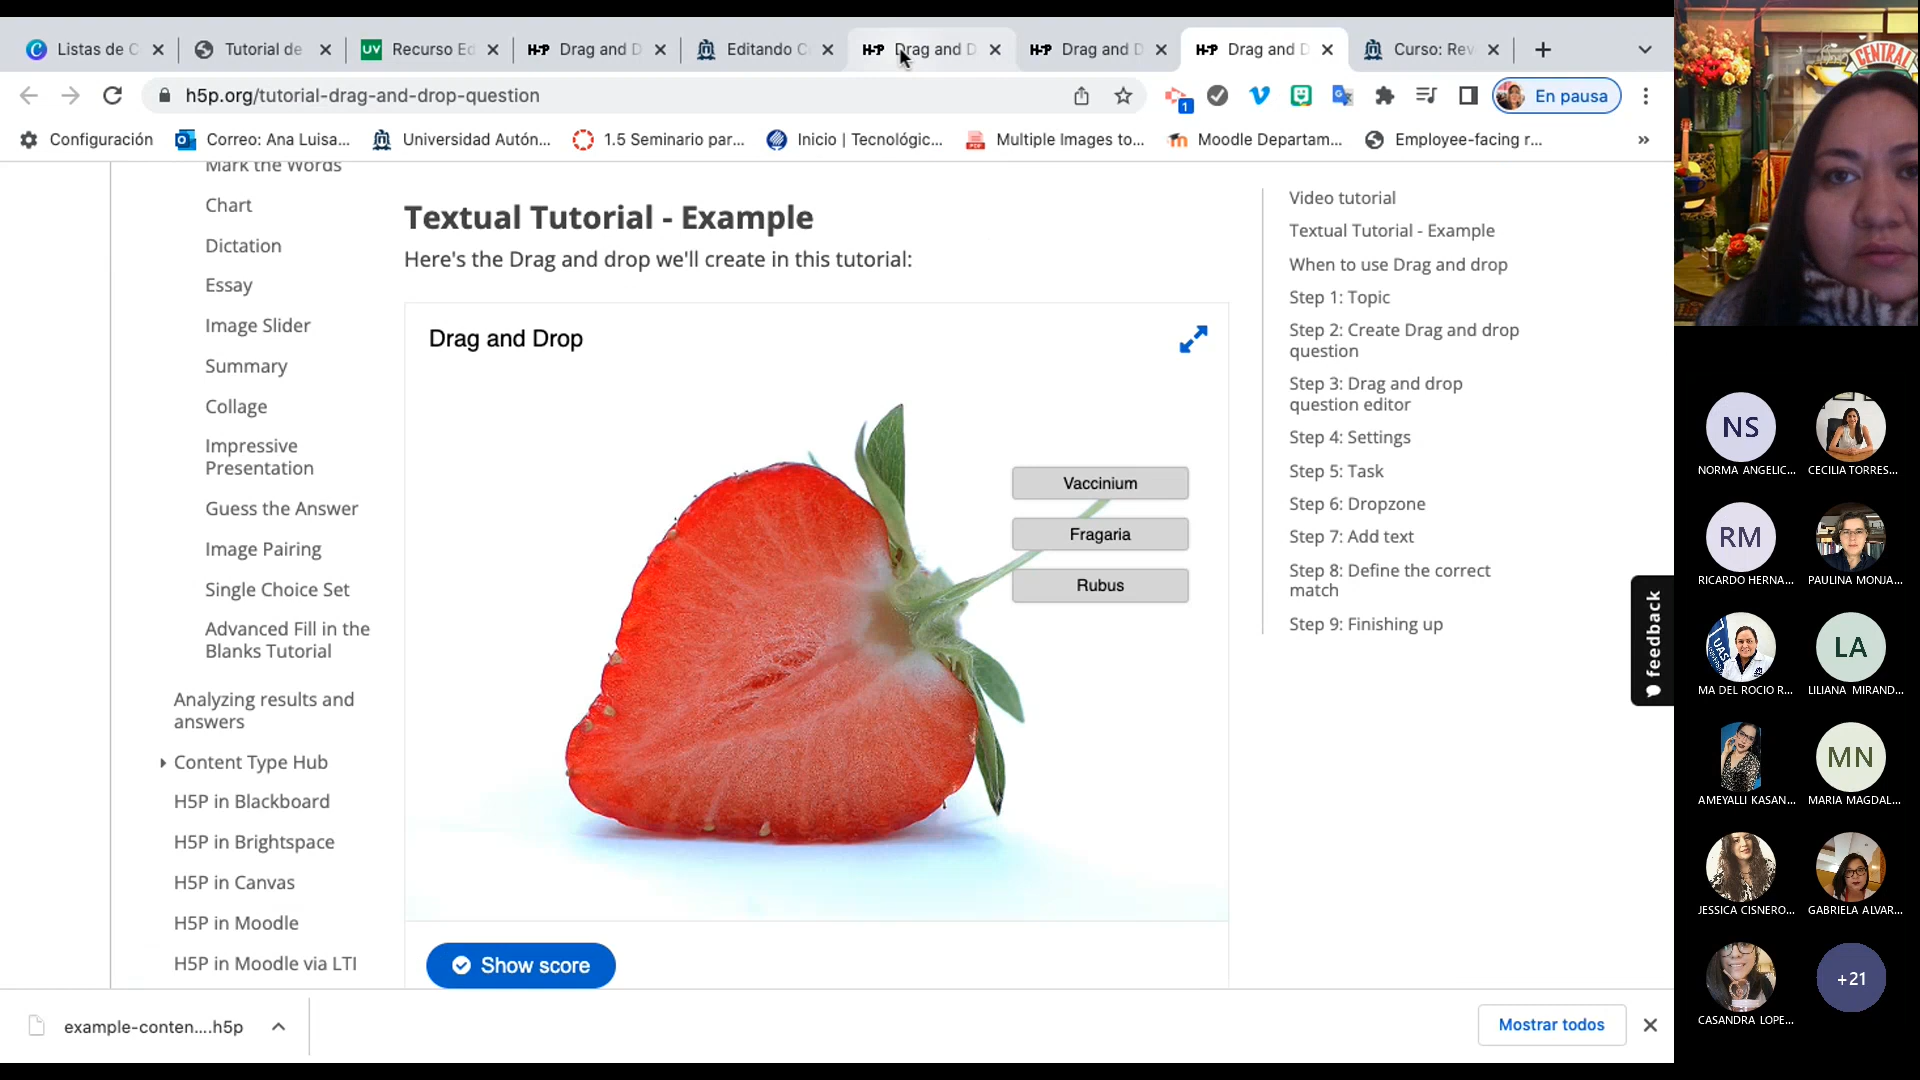 Listas de C
Tutorial de
UV
Recurso Ed
H-P
Drag and D
Editando C
H-P
Drag and D
H-P
Drag and D
H-P
Drag and D
Curso: Rev
h5p.org/tutorial-drag-and-drop-question
1
En pausa
Configuración
Correo: Ana Luisa...
Universidad Autón...
1.5 Seminario par...
Inicio | Tecnológic...
Multiple Images to...
Moodle Departam...
Employee-facing r...
»
Mark the Words
Chart
Dictation
Essay
Image Slider
Summary
Collage
Impressive
Presentation
Guess the Answer
Image Pairing
Single Choice Set
Advanced Fill in the
Blanks Tutorial
Analyzing results and
answers
Content Type Hub
H5P in Blackboard
H5P in Brightspace
H5P in Canvas
H5P in Moodle
H5P in Moodle via LTI
Textual Tutorial - Example
Here's the Drag and drop we'll create in this tutorial:
Drag and Drop
Vaccinium
Fragaria
Rubus
Show score
Video tutorial
Textual Tutorial - Example
When to use Drag and drop
Step 1: Topic
Step 2: Create Drag and drop
question
Step 3: Drag and drop
question editor
Step 4: Settings
Step 5: Task
Step 6: Dropzone
Step 7: Add text
Step 8: Define the correct
match
Step 9: Finishing up
feedback
example-conten....h5p
Mostrar todos
CENTRAL
NS
NORMA ANGELIC...
CECILIA TORRES...
RM
RICARDO HERNA...
PAULINA MONJA...
MA DEL ROCIO R...
LA
LILIANA MIRAND...
AMEYALLI KASAN...
MN
MARIA MAGDAL...
JESSICA CISNERO...
GABRIELA ALVAR...
CASANDRA LOPE...
+21